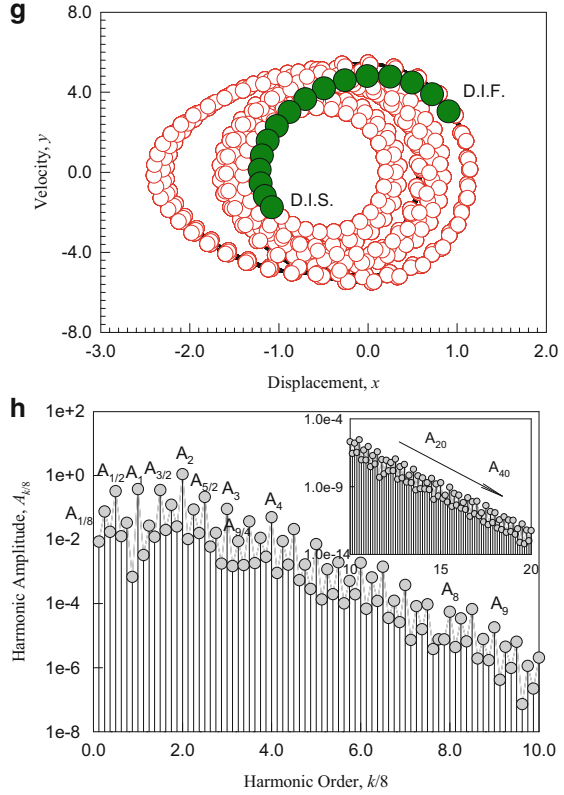 g
8.0
4.0
0.0
-4.0
-8.0
Velocity, y
D.I.F.
D.I.S.
-3.0 -2.0 -1.0 0.0 1.0 2.0
Displacement, x
h
1e+2
1e+0
1e-2
1e-4
1e-6
1e-8
Harmonic Amplitude, A_{k/8}
A_{1/8}
A_{1/2}
A_1
A_{3/2}
A_2
A_{5/2}
A_{9/4}
A_3
A_4
A_8
A_9
1.0e-4
1.0e-9
1.0e-14
A_{20}
A_{40}
10 15 20
0.0 2.0 4.0 6.0 8.0 10.0
Harmonic Order, k/8